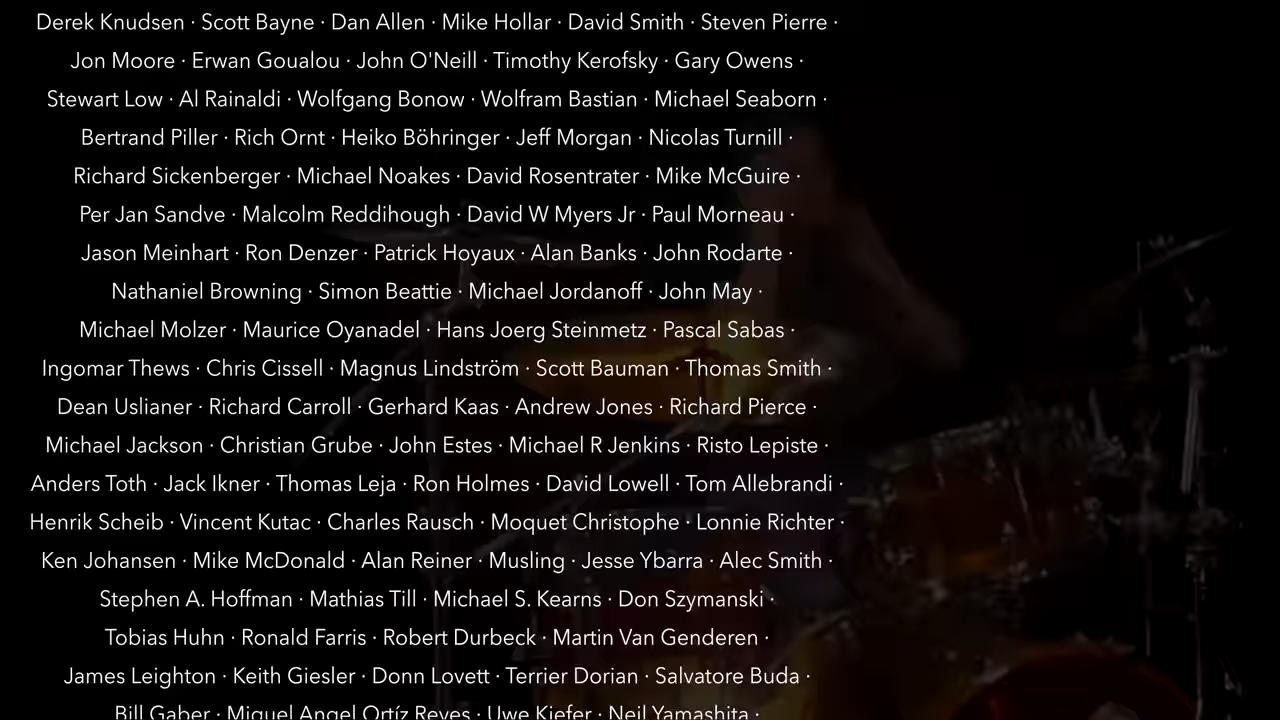 Derek Knudsen · Scott Bayne · Dan Allen · Mike Hollar · David Smith · Steven Pierre ·
Jon Moore · Erwan Goualou · John O'Neill · Timothy Kerofsky · Gary Owens ·
Stewart Low · Al Rainaldi · Wolfgang Bonow · Wolfram Bastian · Michael Seaborn ·
Bertrand Piller · Rich Ornt · Heiko Böhringer · Jeff Morgan · Nicolas Turnill ·
Richard Sickenberger · Michael Noakes · David Rosentrater · Mike McGuire ·
Per Jan Sandve · Malcolm Reddihough · David W Myers Jr · Paul Morneau ·
Jason Meinhart · Ron Denzer · Patrick Hoyaux · Alan Banks · John Rodarte ·
Nathaniel Browning · Simon Beattie · Michael Jordanoff · John May ·
Michael Molzer · Maurice Oyanadel · Hans Joerg Steinmetz · Pascal Sabas ·
Ingomar Thews · Chris Cissell · Magnus Lindström · Scott Bauman · Thomas Smith ·
Dean Uslianer · Richard Carroll · Gerhard Kaas · Andrew Jones · Richard Pierce ·
Michael Jackson · Christian Grube · John Estes · Michael R Jenkins · Risto Lepiste ·
Anders Toth · Jack Ikner · Thomas Leja · Ron Holmes · David Lowell · Tom Allebrandi ·
Henrik Scheib · Vincent Kutac · Charles Rausch · Moquet Christophe · Lonnie Richter ·
Ken Johansen · Mike McDonald · Alan Reiner · Musling · Jesse Ybarra · Alec Smith ·
Stephen A. Hoffman · Mathias Till · Michael S. Kearns · Don Szymanski ·
Tobias Huhn · Ronald Farris · Robert Durbeck · Martin Van Genderen ·
James Leighton · Keith Giesler · Donn Lovett · Terrier Dorian · Salvatore Buda ·
Bill Gaber · Miguel Angel Ortíz Reyes · Uwe Kiefer · Neil Yamashita ·